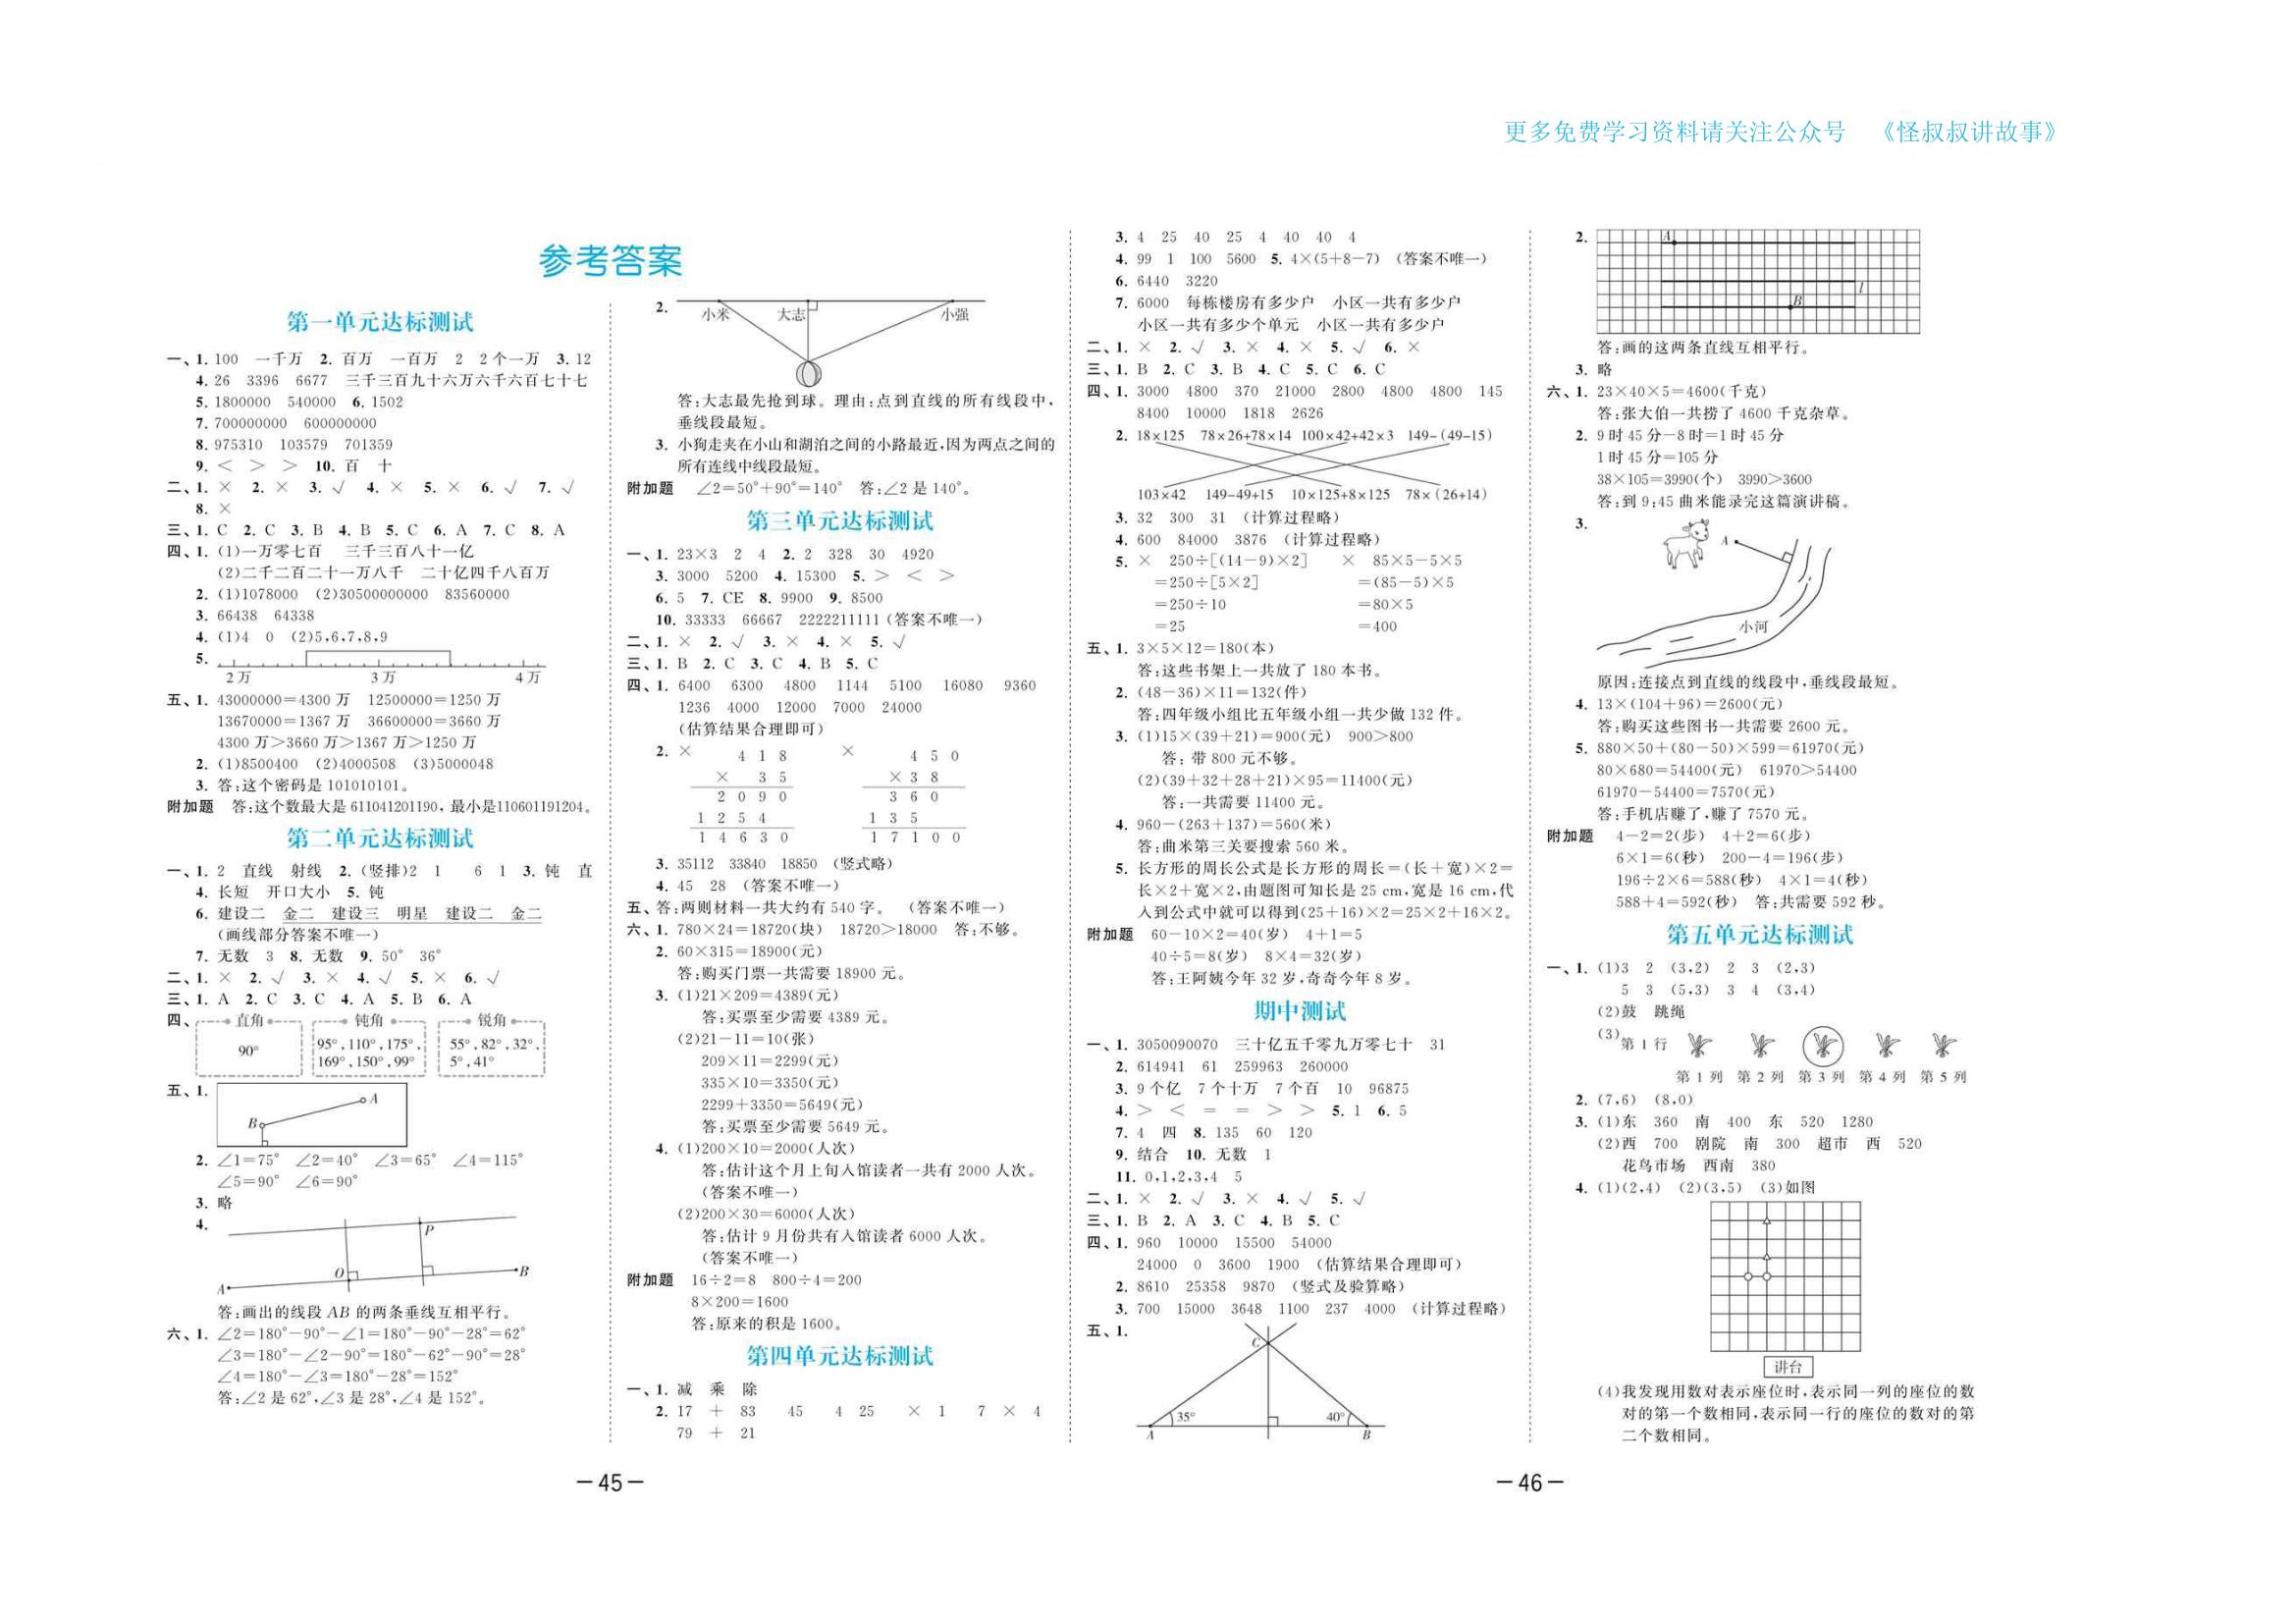 更多免费学习资料请关注公众号 《怪叔叔讲故事》
参考答案
第一单元达标测试
一、1. 100 一千万 2. 百万 一百万 2 2个一万 3. 12
4. 26 3396 6677 三千三百九十六万六千六百七十七
5. 1800000 540000 6. 1502
7. 700000000 600000000
8. 975310 103579 701359
9. < > > 10. 百 十
二、1. × 2. × 3. √ 4. × 5. × 6. √ 7. √
8. ×
三、1. C 2. C 3. B 4. B 5. C 6. A 7. C 8. A
四、1. (1)一万零七百 三千三百八十一亿
(2)二千二百二十一万八千 二十亿四千八百万
2. (1)1078000 (2)30500000000 83560000
3. 66438 64338
4. (1)4 0 (2)5,6,7,8,9
5.
2万 3万 4万
五、1. 43000000=4300万 12500000=1250万
13670000=1367万 36600000=3660万
4300万>3660万>1367万>1250万
2. (1)8500400 (2)4000508 (3)5000048
3. 答:这个密码是101010101。
附加题 答:这个数最大是611041201190,最小是110601191204。
第二单元达标测试
一、1. 2 直线 射线 2. (竖排)2 1 6 1 3. 钝 直
4. 长短 开口大小 5. 钝
6. 建设二 金二 建设三 明星 建设二 金二
(画线部分答案不唯一)
7. 无数 3 8. 无数 9. 50° 36°
二、1. × 2. √ 3. × 4. √ 5. × 6. √
三、1. A 2. C 3. C 4. A 5. B 6. A
四、 直角 钝角 锐角
90° 95°,110°,175°, 55°,82°,32°,
169°,150°,99° 5°,41°
五、1.
A
B
2. ∠1=75° ∠2=40° ∠3=65° ∠4=115°
∠5=90° ∠6=90°
3. 略
4.
P
O
B
A
答:画出的线段AB的两条垂线互相平行。
六、1. ∠2=180°-90°-∠1=180°-90°-28°=62°
∠3=180°-∠2-90°=180°-62°-90°=28°
∠4=180°-∠3=180°-28°=152°
答:∠2是62°,∠3是28°,∠4是152°。
2.
小米 大志 小强
答:大志最先抢到球。理由:点到直线的所有线段中,
垂线段最短。
3. 小狗走夹在小山和湖泊之间的小路最近,因为两点之间的
所有连线中线段最短。
附加题 ∠2=50°+90°=140° 答:∠2是140°。
第三单元达标测试
一、1. 23×3 2 4 2. 2 328 30 4920
3. 3000 5200 4. 15300 5. > < >
6. 5 7. CE 8. 9900 9. 8500
10. 33333 66667 2222211111(答案不唯一)
二、1. × 2. √ 3. × 4. × 5. √
三、1. B 2. C 3. C 4. B 5. C
四、1. 6400 6300 4800 1144 5100 16080 9360
1236 4000 12000 7000 24000
(估算结果合理即可)
2. × 4 1 8 × 4 5 0
× 3 5 × 3 8
2 0 9 0 3 6 0
1 2 5 4 1 3 5
1 4 6 3 0 1 7 1 0 0
3. 35112 33840 18850 (竖式略)
4. 45 28 (答案不唯一)
五、答:两则材料一共大约有540字。 (答案不唯一)
六、1. 780×24=18720(块) 18720>18000 答:不够。
2. 60×315=18900(元)
答:购买门票一共需要18900元。
3. (1)21×209=4389(元)
答:买票至少需要4389元。
(2)21-11=10(张)
209×11=2299(元)
335×10=3350(元)
2299+3350=5649(元)
答:买票至少需要5649元。
4. (1)200×10=2000(人次)
答:估计这个月上旬入馆读者一共有2000人次。
(答案不唯一)
(2)200×30=6000(人次)
答:估计9月份共有入馆读者6000人次。
(答案不唯一)
附加题 16÷2=8 800÷4=200
8×200=1600
答:原来的积是1600。
第四单元达标测试
一、1. 减 乘 除
2. 17 + 83 45 4 25 × 1 7 × 4
79 + 21
—45—
3. 4 25 40 25 4 40 40 4
4. 99 1 100 5600 5. 4×(5+8-7) (答案不唯一)
6. 6440 3220
7. 6000 每栋楼房有多少户 小区一共有多少户
小区一共有多少个单元 小区一共有多少户
二、1. × 2. √ 3. × 4. × 5. √ 6. ×
三、1. B 2. C 3. B 4. C 5. C 6. C
四、1. 3000 4800 370 21000 2800 4800 4800 145
8400 10000 1818 2626
2. 18×125 78×26+78×14 100×42+42×3 149-(49-15)
103×42 149-49+15 10×125+8×125 78×(26+14)
3. 32 300 31 (计算过程略)
4. 600 84000 3876 (计算过程略)
5. × 250÷[(14-9)×2] × 85×5-5×5
=250÷[5×2] =(85-5)×5
=250÷10 =80×5
=25 =400
五、1. 3×5×12=180(本)
答:这些书架上一共放了180本书。
2. (48-36)×11=132(件)
答:四年级小组比五年级小组一共少做132件。
3. (1)15×(39+21)=900(元) 900>800
答:带800元不够。
(2)(39+32+28+21)×95=11400(元)
答:一共需要11400元。
4. 960-(263+137)=560(米)
答:曲米第三关要搜索560米。
5. 长方形的周长公式是长方形的周长=(长+宽)×2=
长×2+宽×2,由题图可知长是25 cm,宽是16 cm,代
入到公式中就可以得到(25+16)×2=25×2+16×2。
附加题 60-10×2=40(岁) 4+1=5
40÷5=8(岁) 8×4=32(岁)
答:王阿姨今年32岁,奇奇今年8岁。
期中测试
一、1. 3050090070 三十亿五千零九万零七十 31
2. 614941 61 259963 260000
3. 9个亿 7个十万 7个百 10 96875
4. > < = = > > 5. 1 6. 5
7. 4 四 8. 135 60 120
9. 结合 10. 无数 1
11. 0,1,2,3,4 5
二、1. × 2. √ 3. × 4. √ 5. √
三、1. B 2. A 3. C 4. B 5. C
四、1. 960 10000 15500 54000
24000 0 3600 1900 (估算结果合理即可)
2. 8610 25358 9870 (竖式及验算略)
3. 700 15000 3648 1100 237 4000 (计算过程略)
五、1.
C
35° 40°
A B
2.
A
l
B
答:画的这两条直线互相平行。
3. 略
六、1. 23×40×5=4600(千克)
答:张大伯一共捞了4600千克杂草。
2. 9时45分-8时=1时45分
1时45分=105分
38×105=3990(个) 3990>3600
答:到9:45曲米能录完这篇演讲稿。
3.
A
小河
原因:连接点到直线的线段中,垂线段最短。
4. 13×(104+96)=2600(元)
答:购买这些图书一共需要2600元。
5. 880×50+(80-50)×599=61970(元)
80×680=54400(元) 61970>54400
61970-54400=7570(元)
答:手机店赚了,赚了7570元。
附加题 4-2=2(步) 4+2=6(步)
6×1=6(秒) 200-4=196(步)
196÷2×6=588(秒) 4×1=4(秒)
588+4=592(秒) 答:共需要592秒。
第五单元达标测试
一、1. (1)3 2 (3,2) 2 3 (2,3)
5 3 (5,3) 3 4 (3,4)
(2)鼓 跳绳
(3)
第1行
第1列 第2列 第3列 第4列 第5列
2. (7,6) (8,0)
3. (1)东 360 南 400 东 520 1280
(2)西 700 剧院 南 300 超市 西 520
花鸟市场 西南 380
4. (1)(2,4) (2)(3,5) (3)如图
讲台
(4)我发现用数对表示座位时,表示同一列的座位的数
对的第一个数相同,表示同一行的座位的数对的第
二个数相同。
—46—